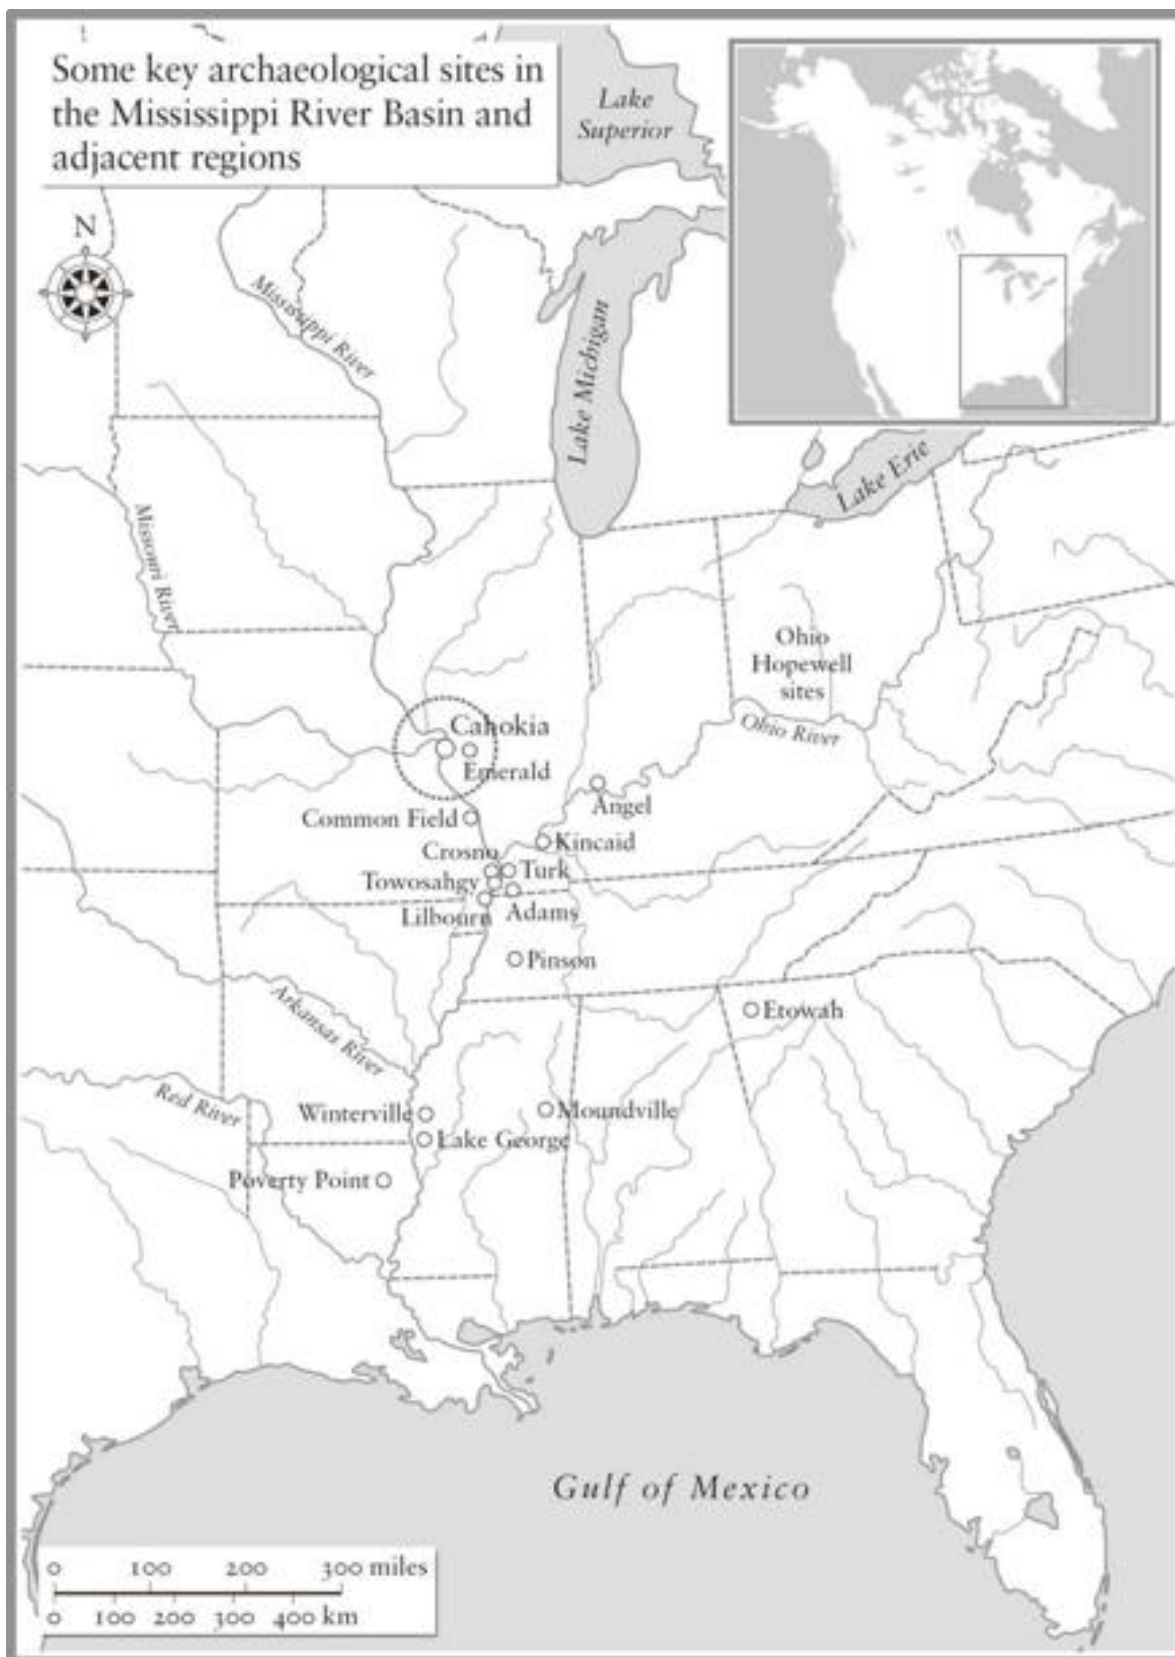 Some key archaeological sites in
the Mississippi River Basin and
adjacent regions
Lake
Superior
N
Mississippi River
Lake Michigan
Lake Erie
Missouri River
Ohio
Hopewell
sites
Ohio River
Cahokia
Emerald
Angel
Common Field
Kincaid
Crosno
Turk
Towosahgy
Lilbourn
Adams
Pinson
Etowah
Arkansas River
Red River
Winterville
Moundville
Lake George
Poverty Point
Gulf of Mexico
0 100 200 300 miles
0 100 200 300 400 km